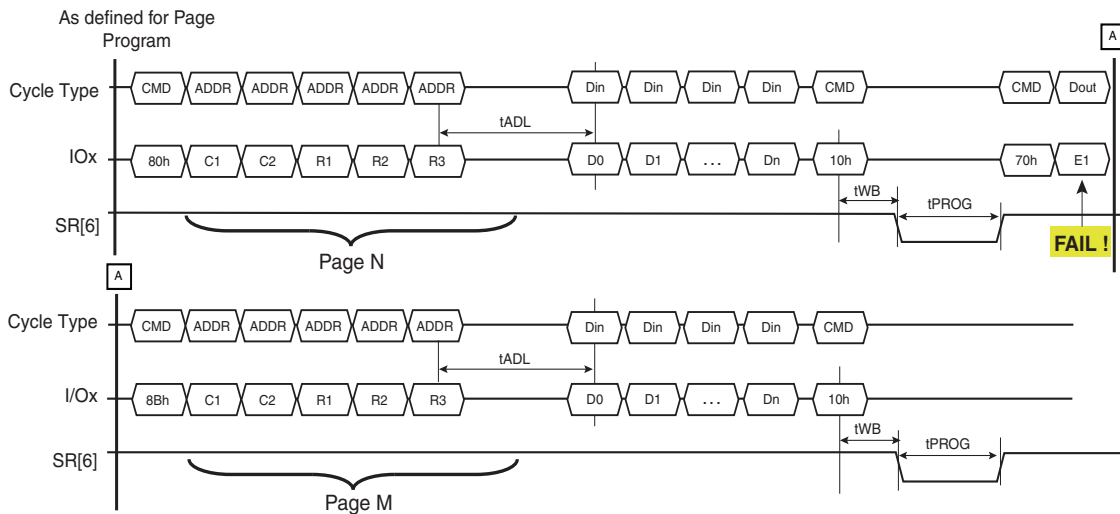 As defined for Page
Program
A
Cycle Type CMD ADDR ADDR ADDR ADDR ADDR Din Din Din Din CMD CMD Dout
tADL
IOx 80h C1 C2 R1 R2 R3 D0 D1 ... Dn 10h 70h E1
tWB tPROG
SR[6]
Page N
FAIL !
A
Cycle Type CMD ADDR ADDR ADDR ADDR ADDR Din Din Din Din CMD
tADL
I/Ox 8Bh C1 C2 R1 R2 R3 D0 D1 ... Dn 10h
tWB tPROG
SR[6]
Page M